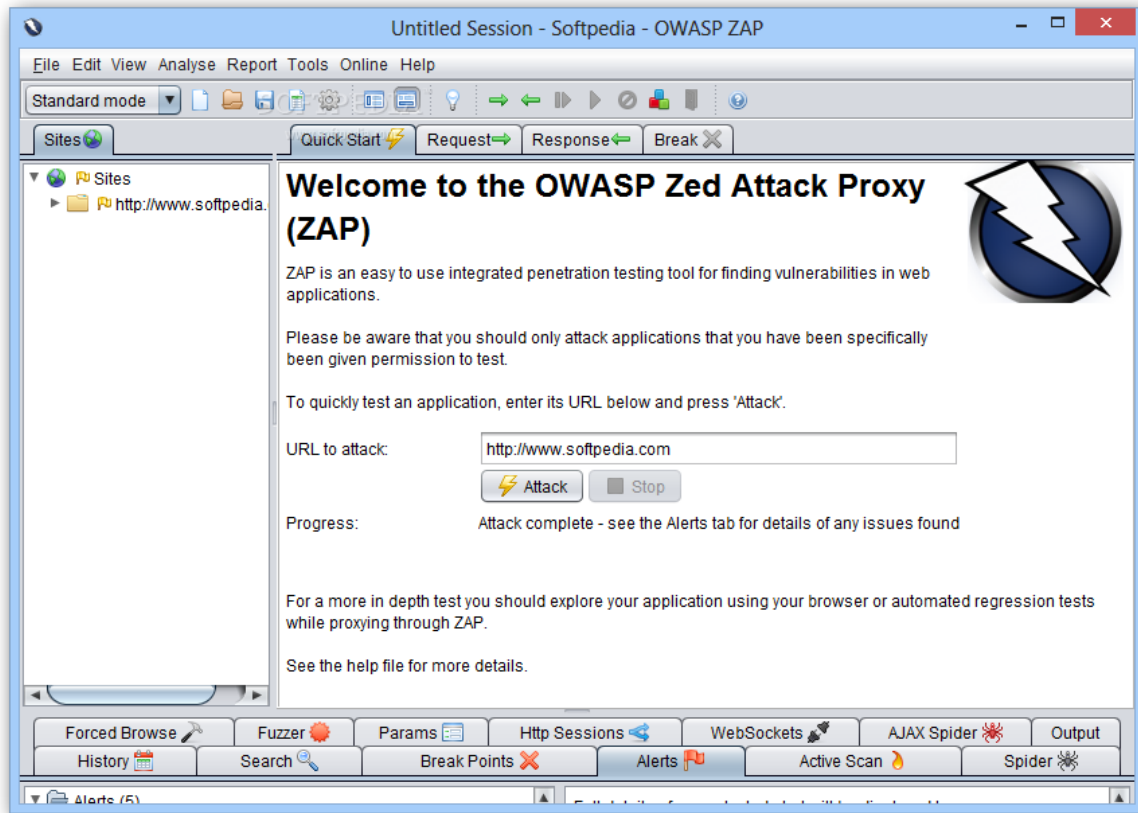 Untitled Session - Softpedia - OWASP ZAP
File Edit View Analyse Report Tools Online Help
Standard mode
SOFTPEDIA
Sites
Quick Start
Request
Response
Break
Sites
http://www.softpedia.
Welcome to the OWASP Zed Attack Proxy
(ZAP)
ZAP is an easy to use integrated penetration testing tool for finding vulnerabilities in web
applications.
Please be aware that you should only attack applications that you have been specifically
been given permission to test.
To quickly test an application, enter its URL below and press 'Attack'.
URL to attack:
http://www.softpedia.com
Attack
Stop
Progress:
Attack complete - see the Alerts tab for details of any issues found
For a more in depth test you should explore your application using your browser or automated regression tests
while proxying through ZAP.
See the help file for more details.
Forced Browse
Fuzzer
Params
Http Sessions
WebSockets
AJAX Spider
Output
History
Search
Break Points
Alerts
Active Scan
Spider
Alerts (5)